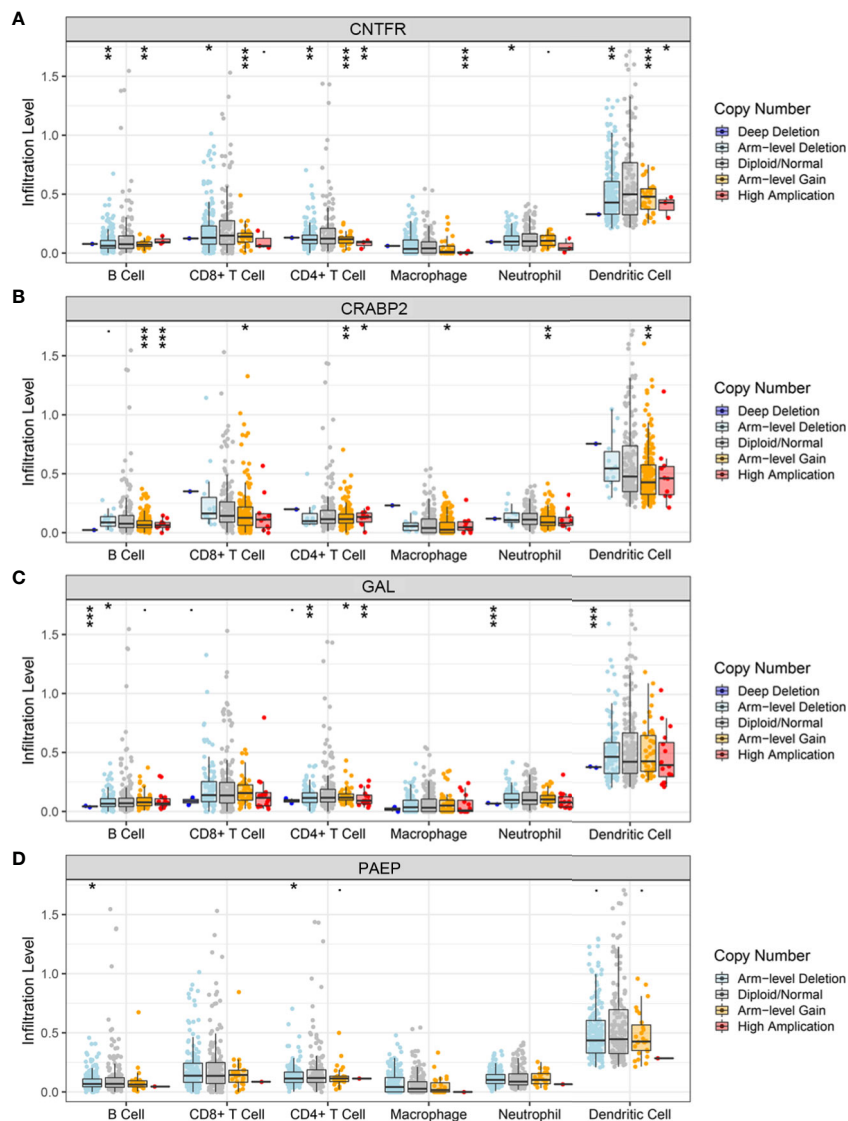 A
CNTFR
** ** * *** . ** *** ** *** * . ** *** *
1.5
1.0
0.5
0.0
Infiltration Level
B Cell CD8+ T Cell CD4+ T Cell Macrophage Neutrophil Dendritic Cell
Copy Number
Deep Deletion
Arm-level Deletion
Diploid/Normal
Arm-level Gain
High Amplication
B
CRABP2
. *** *** * ** * * ** **
1.5
1.0
0.5
0.0
Infiltration Level
B Cell CD8+ T Cell CD4+ T Cell Macrophage Neutrophil Dendritic Cell
Copy Number
Deep Deletion
Arm-level Deletion
Diploid/Normal
Arm-level Gain
High Amplication
C
GAL
*** * . . . ** * ** *** ***
1.5
1.0
0.5
0.0
Infiltration Level
B Cell CD8+ T Cell CD4+ T Cell Macrophage Neutrophil Dendritic Cell
Copy Number
Deep Deletion
Arm-level Deletion
Diploid/Normal
Arm-level Gain
High Amplication
D
PAEP
* * . . .
1.5
1.0
0.5
0.0
Infiltration Level
B Cell CD8+ T Cell CD4+ T Cell Macrophage Neutrophil Dendritic Cell
Copy Number
Arm-level Deletion
Diploid/Normal
Arm-level Gain
High Amplication